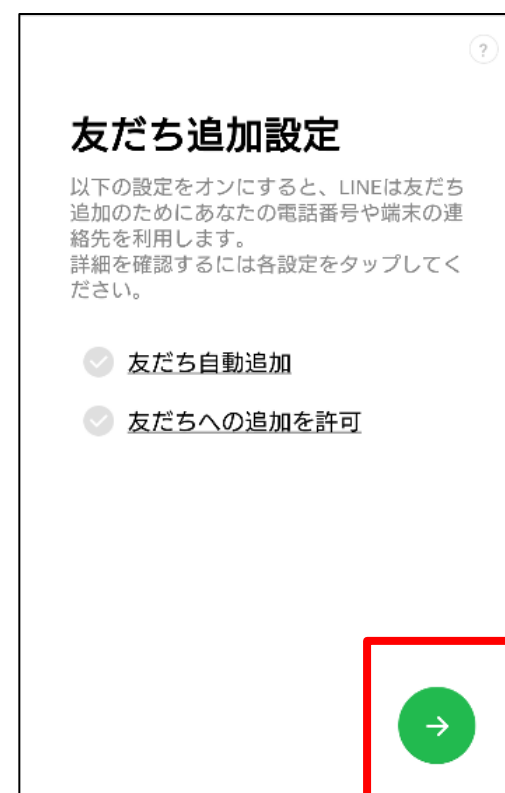 ?
友だち追加設定
以下の設定をオンにすると、LINEは友だち
追加のためにあなたの電話番号や端末の連
絡先を利用します。
詳細を確認するには各設定をタップしてく
ださい。
友だち自動追加
友だちへの追加を許可